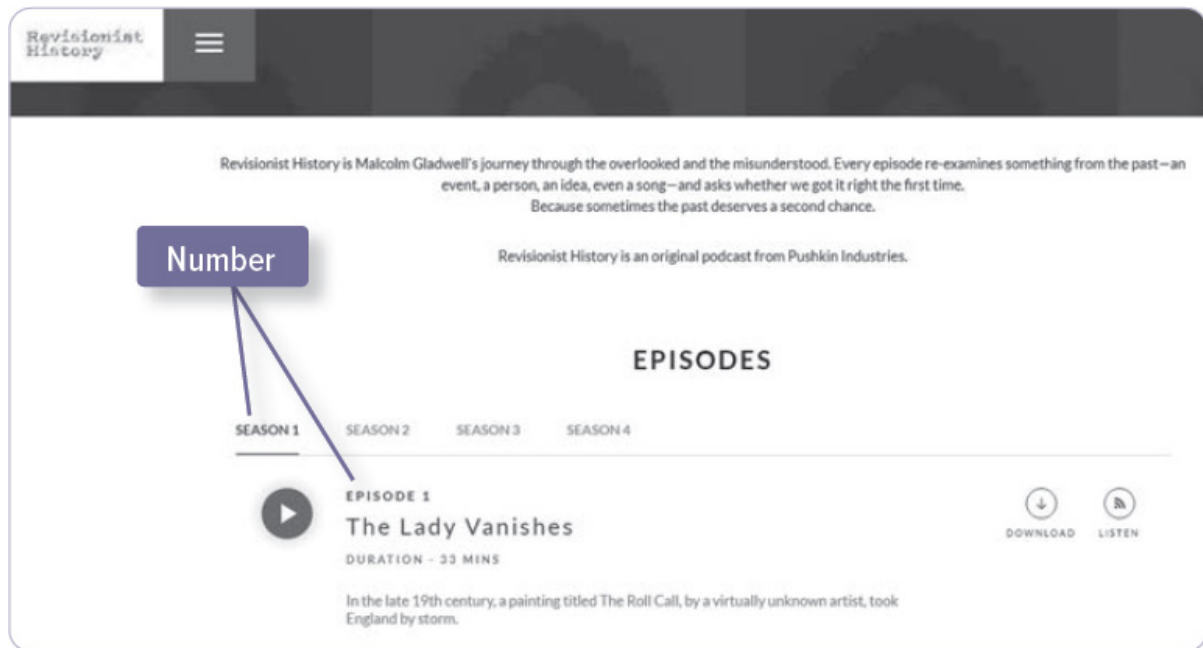 Revisionist
History
Revisionist History is Malcolm Gladwell's journey through the overlooked and the misunderstood. Every episode re-examines something from the past—an
event, a person, an idea, even a song—and asks whether we got it right the first time.
Because sometimes the past deserves a second chance.
Revisionist History is an original podcast from Pushkin Industries.
Number
EPISODES
SEASON 1 SEASON 2 SEASON 3 SEASON 4
EPISODE 1
The Lady Vanishes
DURATION - 33 MINS
DOWNLOAD LISTEN
In the late 19th century, a painting titled The Roll Call, by a virtually unknown artist, took
England by storm.